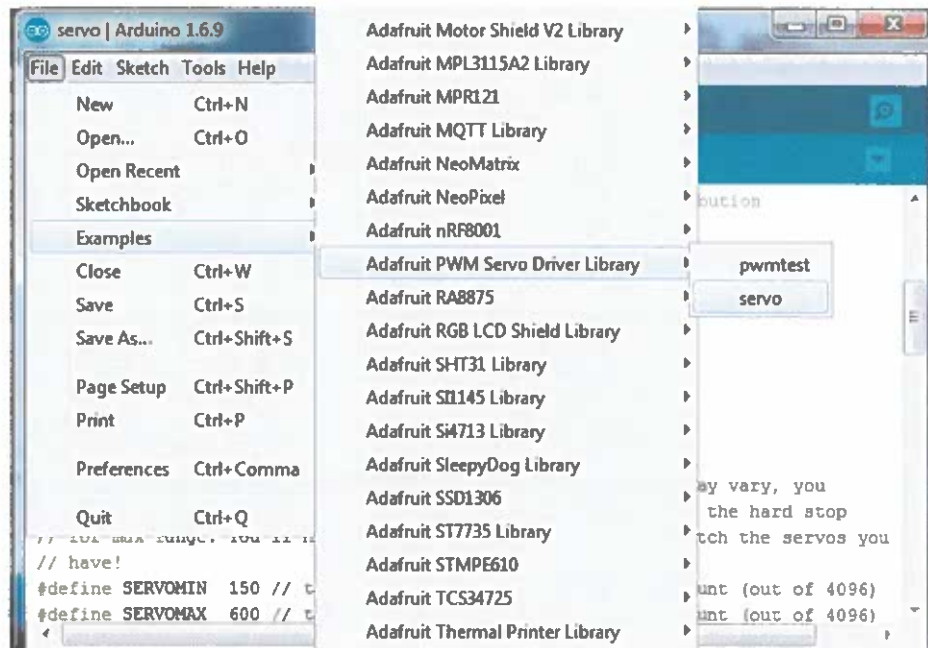 servo | Arduino 1.6.9
File Edit Sketch Tools Help
New Ctrl+N
Open... Ctrl+O
Open Recent
Sketchbook
Examples
Close Ctrl+W
Save Ctrl+S
Save As... Ctrl+Shift+S
Page Setup Ctrl+Shift+P
Print Ctrl+P
Preferences Ctrl+Comma
Quit Ctrl+Q
Adafruit Motor Shield V2 Library
Adafruit MPL3115A2 Library
Adafruit MPR121
Adafruit MQTT Library
Adafruit NeoMatrix
Adafruit NeoPixel
Adafruit nRF8001
Adafruit PWM Servo Driver Library
Adafruit RA8875
Adafruit RGB LCD Shield Library
Adafruit SHT31 Library
Adafruit SI1145 Library
Adafruit Si4713 Library
Adafruit SleepyDog Library
Adafruit SSD1306
Adafruit ST7735 Library
Adafruit STMPE610
Adafruit TCS34725
Adafruit Thermal Printer Library
pwmtest
servo
bution
ay vary, you
the hard stop
// for max range. You'll n tch the servos you
// have!
#define SERVOMIN 150 // t unt (out of 4096)
#define SERVOMAX 600 // t unt (out of 4096)